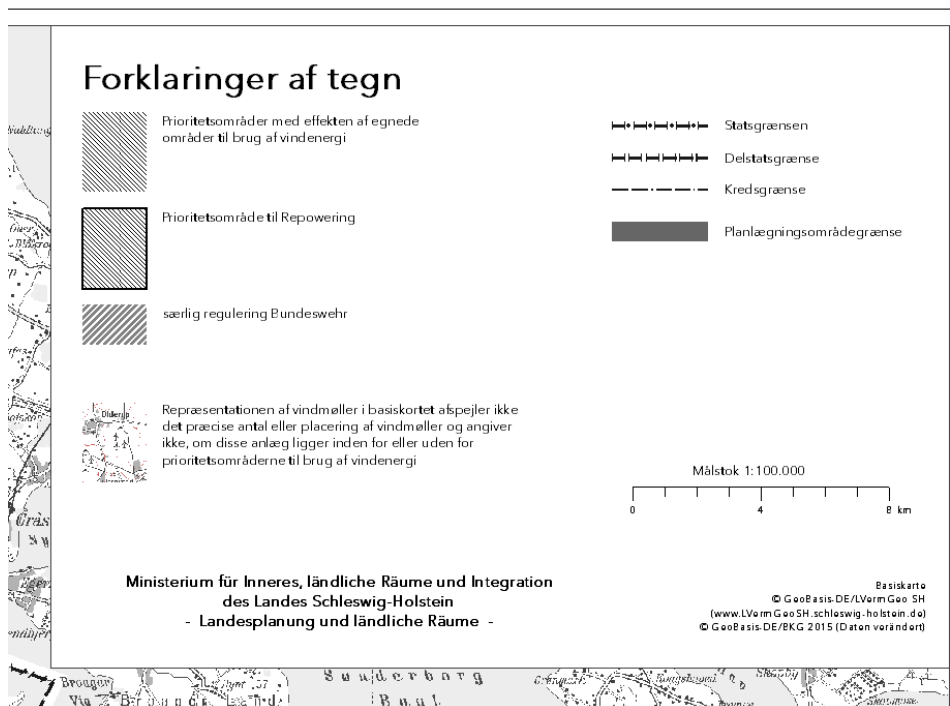 Forklaringer af tegn
Prioritetsområder med effekten af egnede
områder til brug af vindenergi
Prioritetsområde til Repowering
særlig regulering Bundeswehr
Repræsentationen af vindmøller i basiskortet afspejler ikke
det præcise antal eller placering af vindmøller og angiver
ikke, om disse anlæg ligger inden for eller uden for
prioritetsområderne til brug af vindenergi
Statsgrænsen
Delstatsgrænse
Kredsgrænse
Planlægningsområdegrænse
Målstok 1:100.000
0 4 8 km
Ministerium für Inneres, ländliche Räume und Integration
des Landes Schleswig-Holstein
- Landesplanung und ländliche Räume -
Basiskarte
© GeoBasis-DE/LVermGeo SH
(www.LVermGeoSH.schleswig-holstein.de)
© GeoBasis-DE/BKG 2015 (Daten verändert)
Broager
Sønderborg